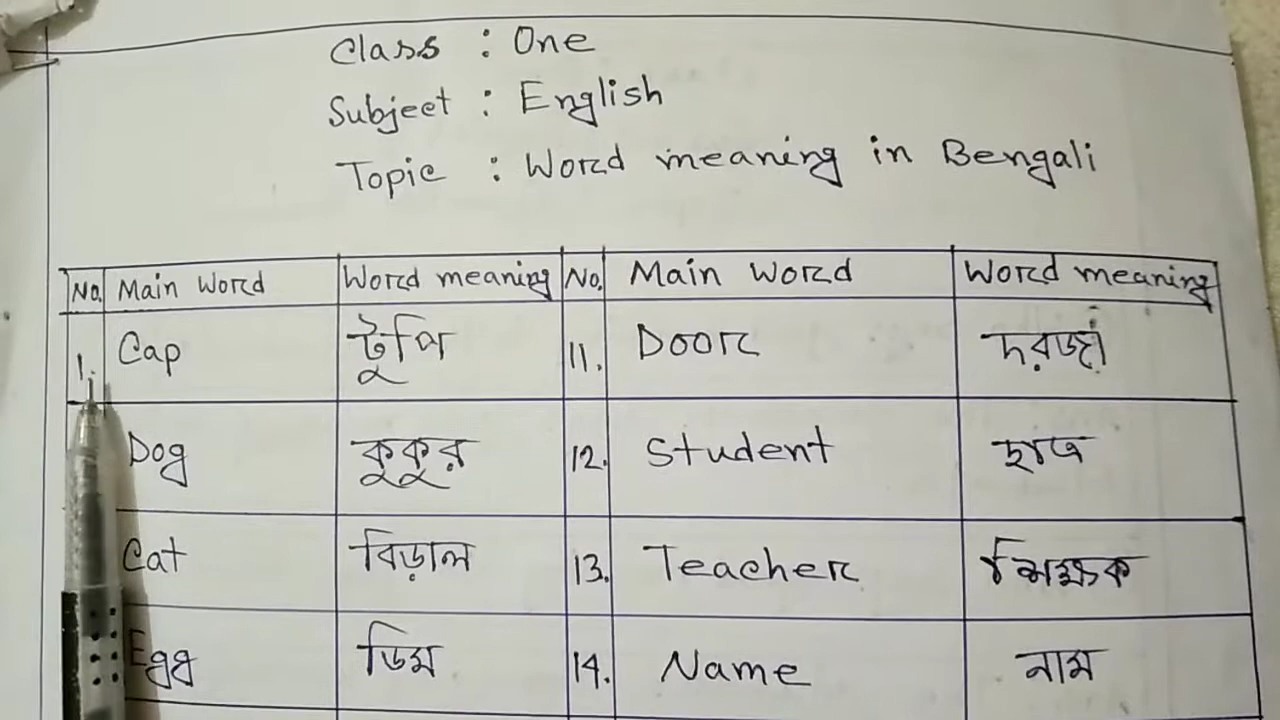 Class : One
Subject : English
Topic : Word meaning in Bengali
No. Main Word Word meaning No. Main Word Word meaning
1. Cap টুপি 11. Door দরজা
Dog কুকুর 12. Student ছাত্র
Cat বিড়াল 13. Teacher শিক্ষক
Egg ডিম 14. Name নাম